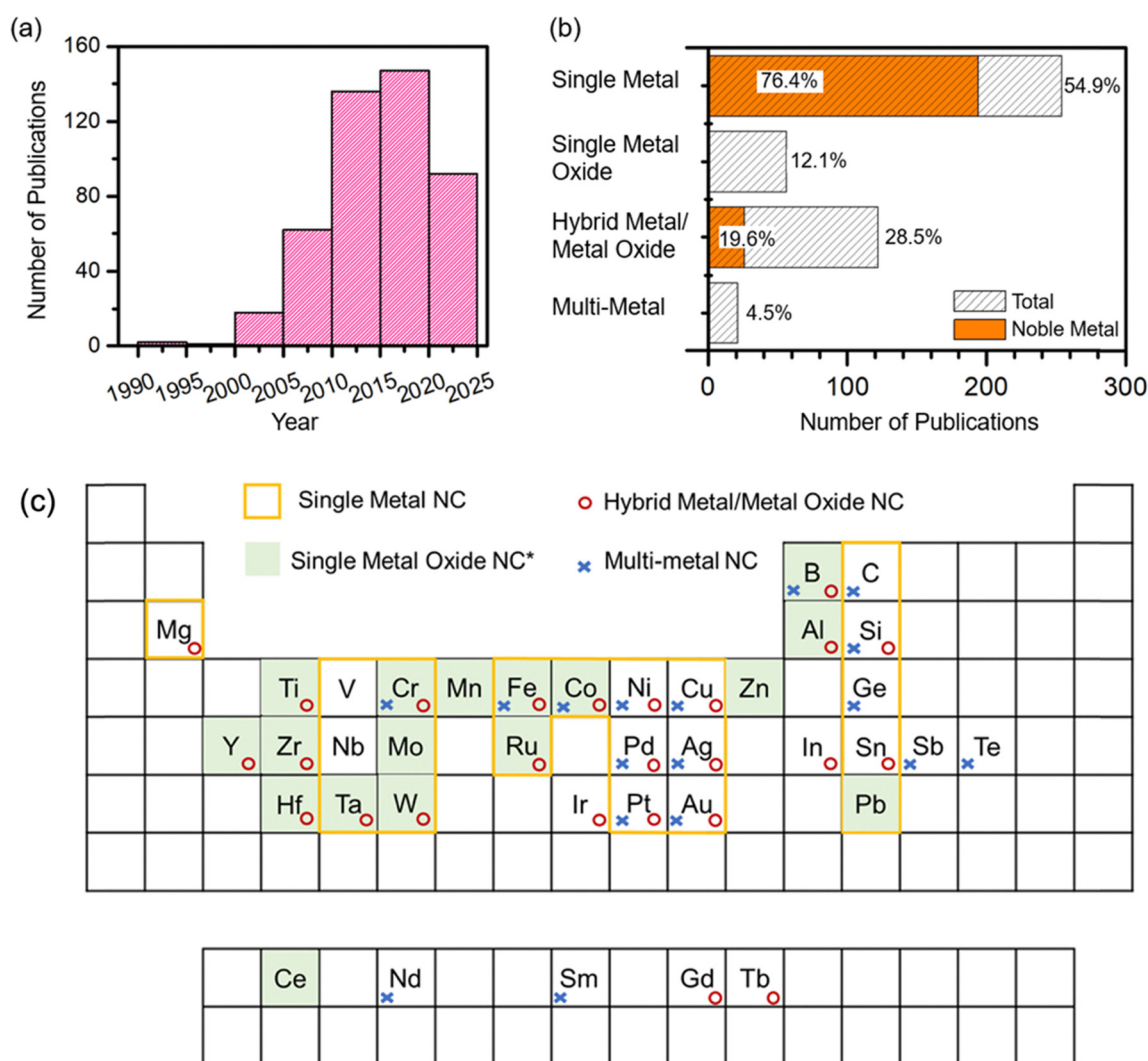 (a)
160
120
80
40
0
Number of Publications
1990
1995
2000
2005
2010
2015
2020
2025
Year
(b)
Single Metal
76.4%
54.9%
Single Metal
Oxide
12.1%
Hybrid Metal/
Metal Oxide
19.6%
28.5%
Multi-Metal
4.5%
Total
Noble Metal
0
100
200
300
Number of Publications
(c)
Single Metal NC
Hybrid Metal/Metal Oxide NC
Single Metal Oxide NC*
Multi-metal NC
B C
Mg Al Si
Ti V Cr Mn Fe Co Ni Cu Zn Ge
Y Zr Nb Mo Ru Pd Ag In Sn Sb Te
Hf Ta W Ir Pt Au Pb
Ce Nd Sm Gd Tb